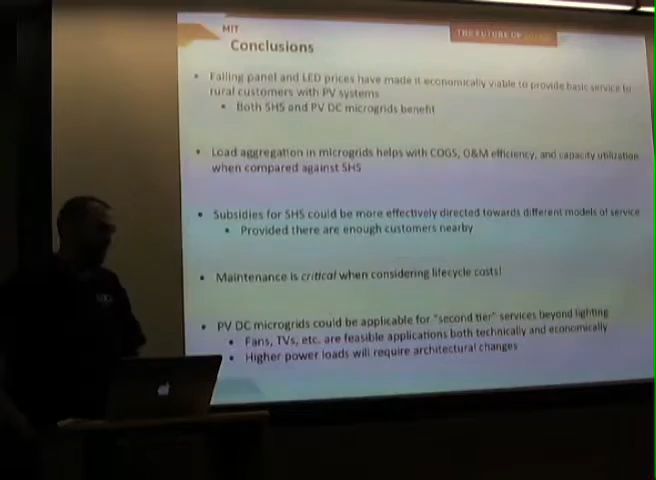 MIT
THE FUTURE OF
Conclusions
• Falling panel and LED prices have made it economically viable to provide basic service to
rural customers with PV systems
• Both SHS and PV DC microgrids benefit
• Load aggregation in microgrids helps with COGS, O&M efficiency, and capacity utilization
when compared against SHS
• Subsidies for SHS could be more effectively directed towards different models of service
• Provided there are enough customers nearby
• Maintenance is critical when considering lifecycle costs!
• PV DC microgrids could be applicable for "second tier" services beyond lighting
• Fans, TVs, etc. are feasible applications both technically and economically
• Higher power loads will require architectural changes